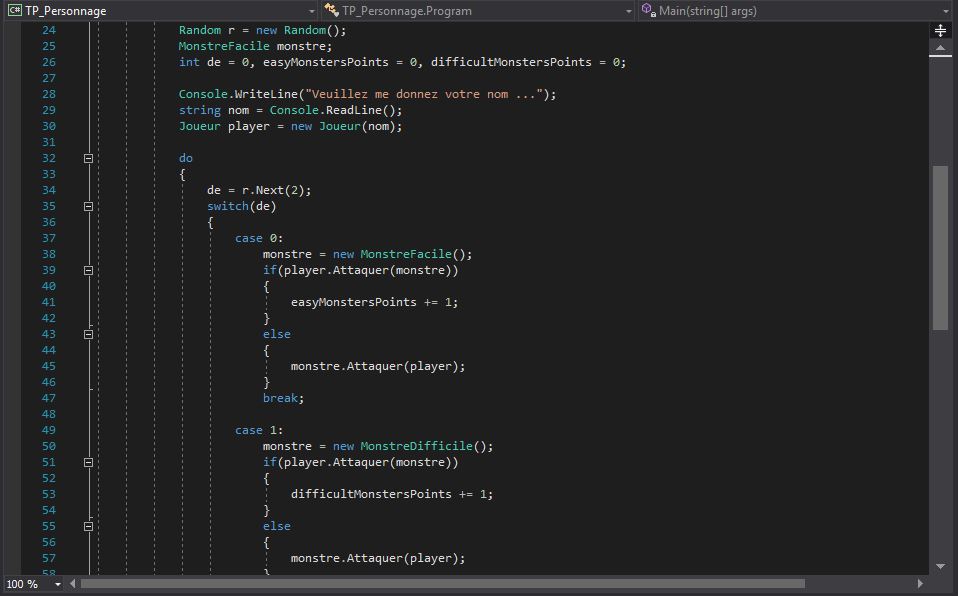 C# TP_Personnage TP_Personnage.Program Main(string[] args)
24 Random r = new Random();
25 MonstreFacile monstre;
26 int de = 0, easyMonstersPoints = 0, difficultMonstersPoints = 0;
27
28 Console.WriteLine("Veuillez me donnez votre nom ...");
29 string nom = Console.ReadLine();
30 Joueur player = new Joueur(nom);
31
32 do
33 {
34 de = r.Next(2);
35 switch(de)
36 {
37 case 0:
38 monstre = new MonstreFacile();
39 if(player.Attaquer(monstre))
40 {
41 easyMonstersPoints += 1;
42 }
43 else
44 {
45 monstre.Attaquer(player);
46 }
47 break;
48
49 case 1:
50 monstre = new MonstreDifficile();
51 if(player.Attaquer(monstre))
52 {
53 difficultMonstersPoints += 1;
54 }
55 else
56 {
57 monstre.Attaquer(player);
58 }
100 %